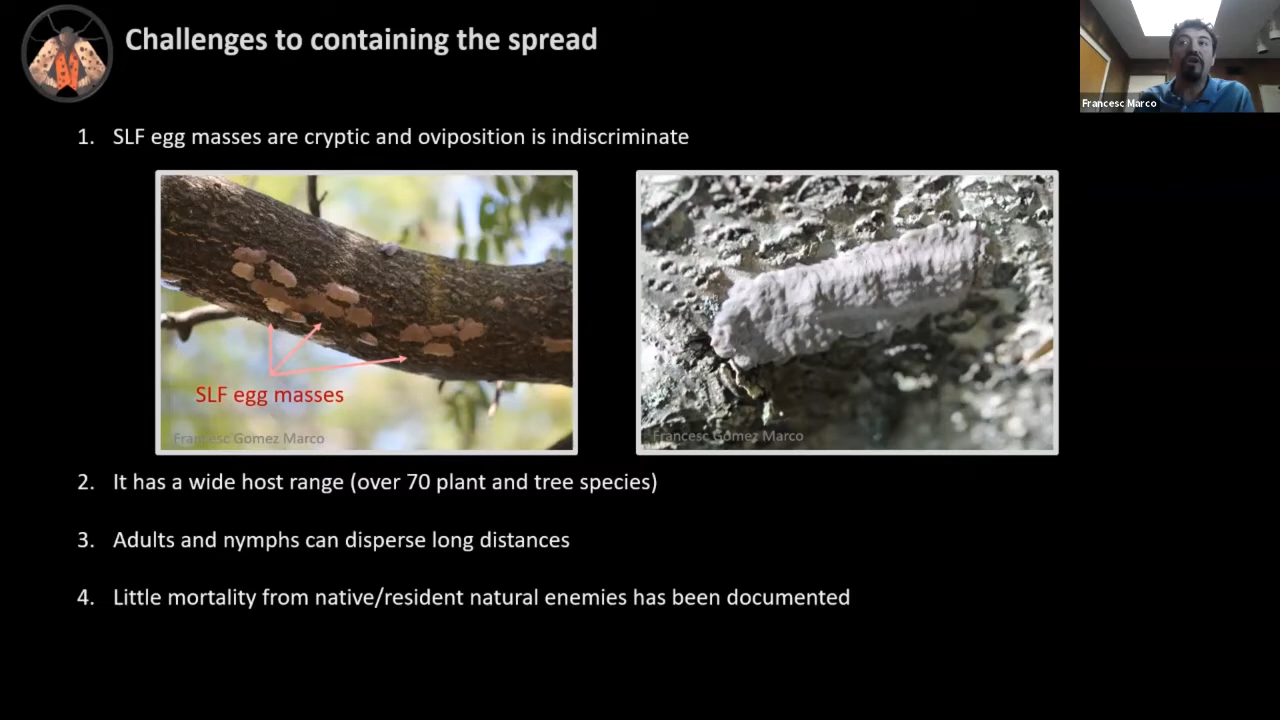 Challenges to containing the spread
Francesc Marco
1. SLF egg masses are cryptic and oviposition is indiscriminate
SLF egg masses
Francesc Gomez Marco
Francesc Gomez Marco
2. It has a wide host range (over 70 plant and tree species)
3. Adults and nymphs can disperse long distances
4. Little mortality from native/resident natural enemies has been documented